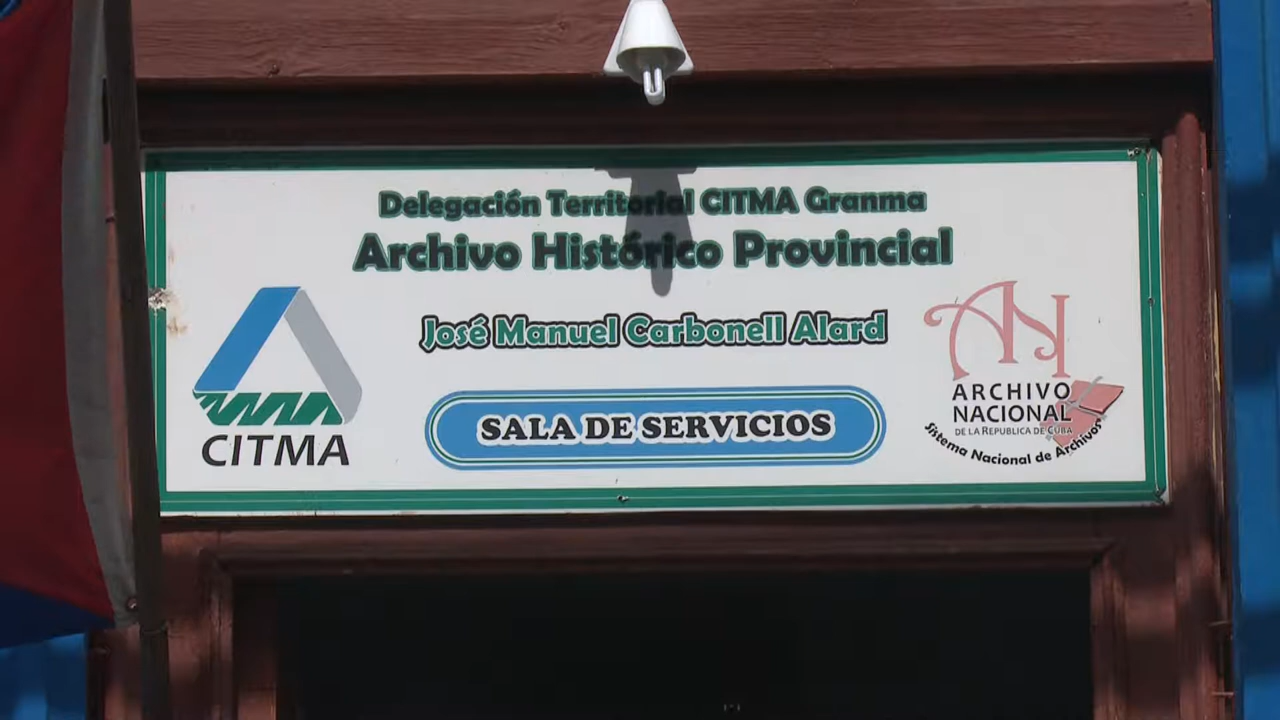 Delegación Territorial CITMA Granma
Archivo Histórico Provincial
José Manuel Carbonell Alard
SALA DE SERVICIOS
CITMA
AN
ARCHIVO
NACIONAL
DE LA REPUBLICA DE CUBA
Sistema Nacional de Archivos